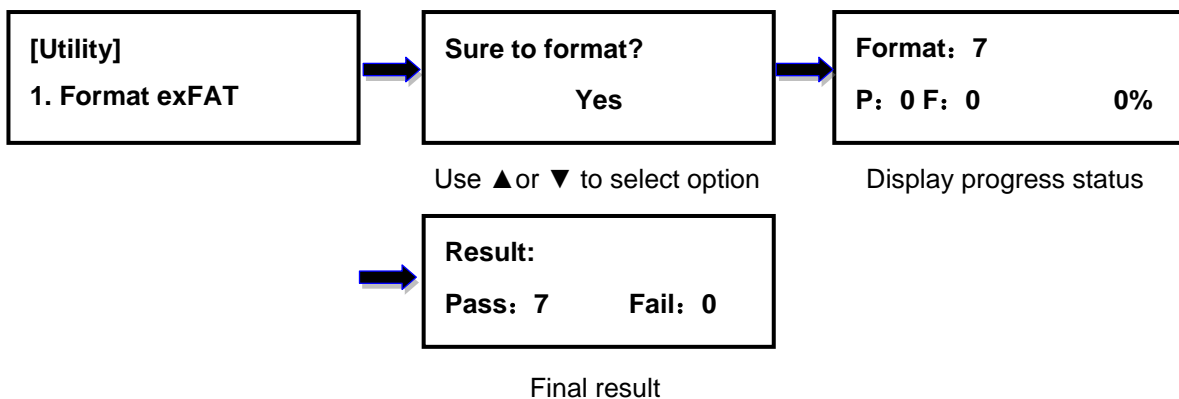 [Utility]
1. Format exFAT
Sure to format?
Yes
Use ▲or ▼ to select option
Format：7
P：0 F：0 0%
Display progress status
Result:
Pass：7 Fail：0
Final result